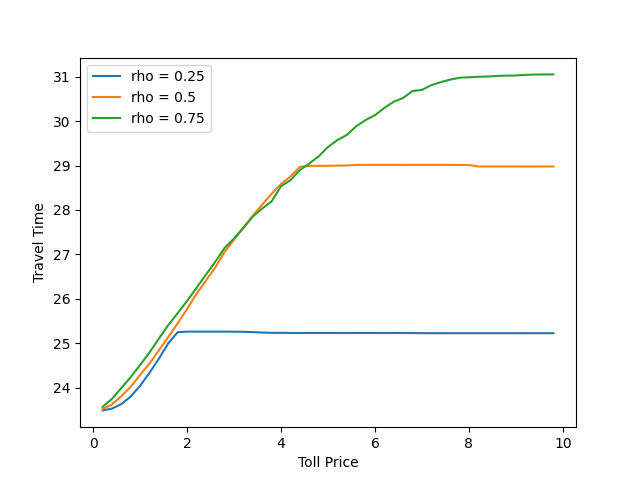 rho = 0.25
rho = 0.5
rho = 0.75
31
30
29
28
27
26
25
24
Travel Time
0
2
4
6
8
10
Toll Price